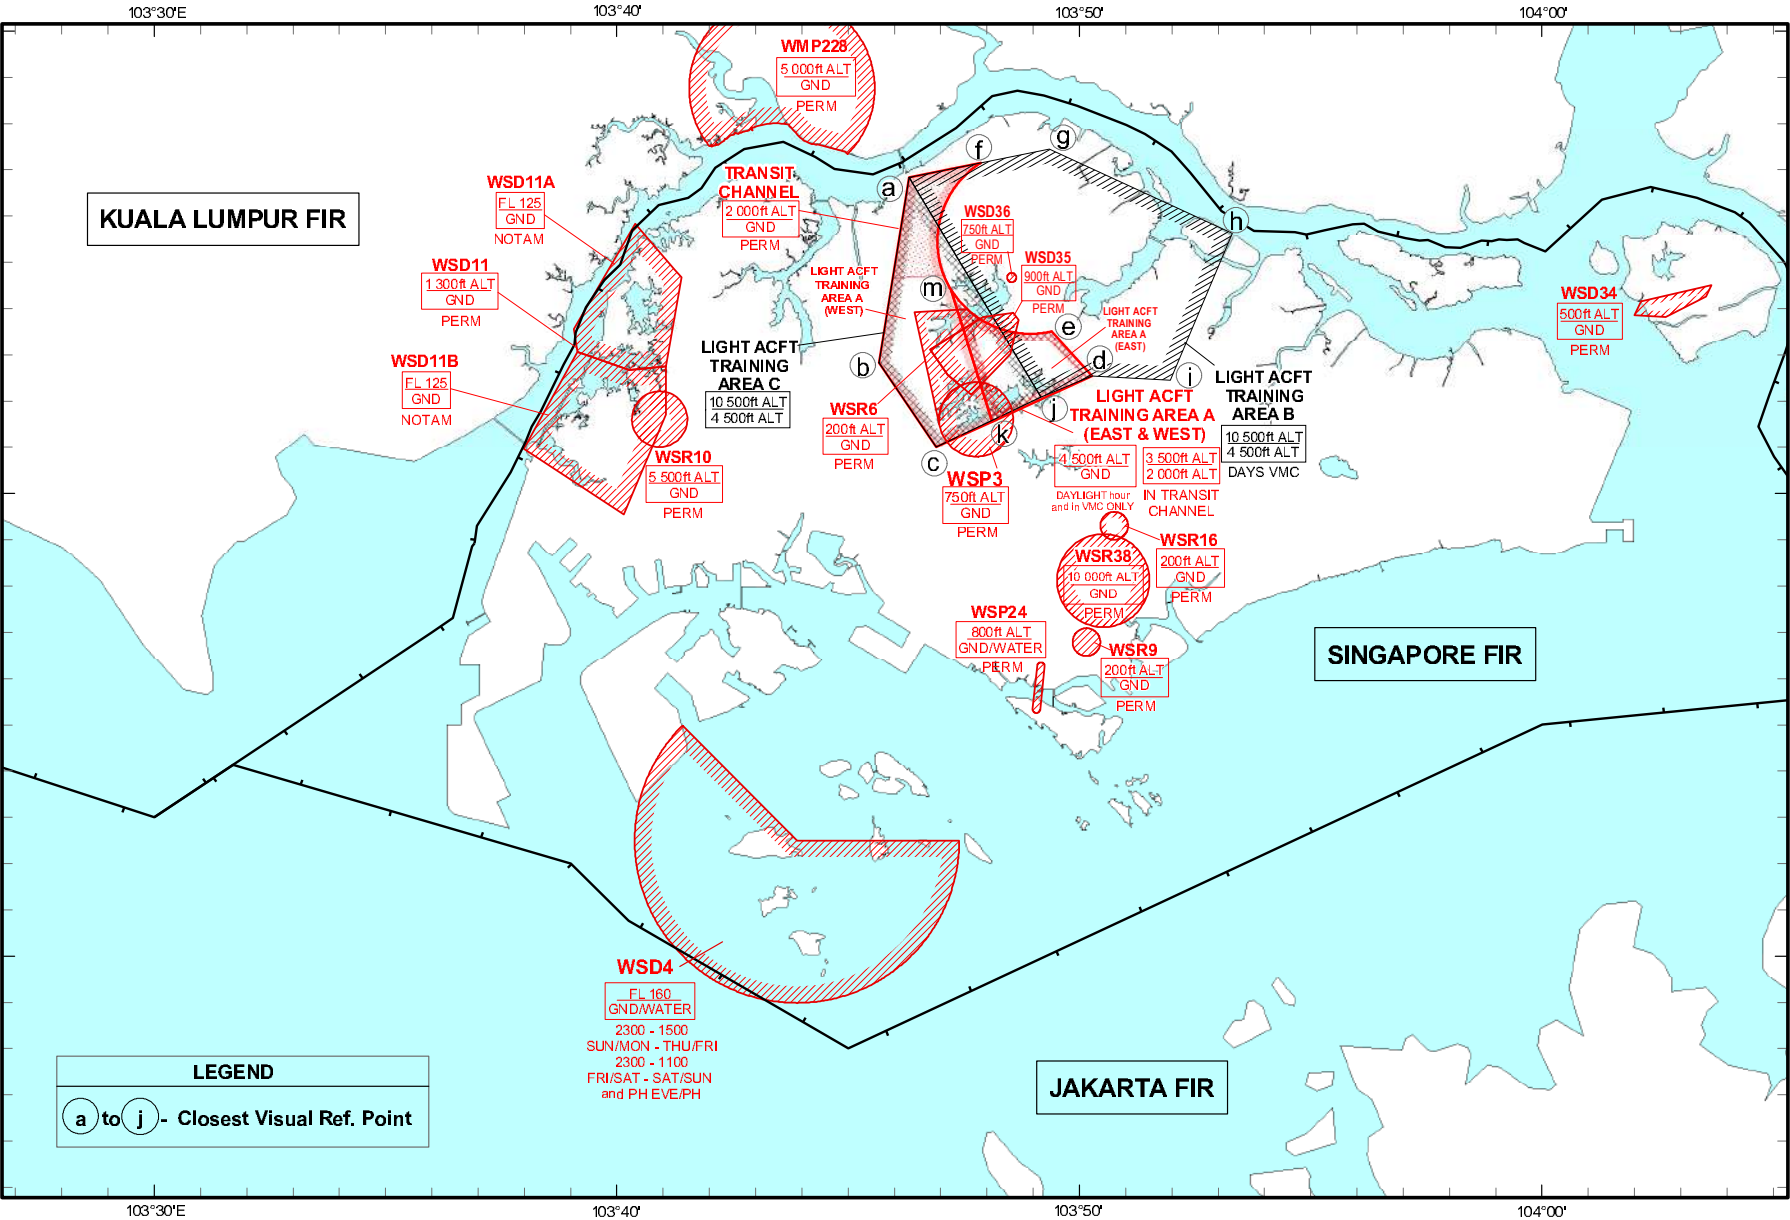 103°30'E
103°40'
103°50'
104°00'
WMP228
5 000ft ALT
GND
PERM
KUALA LUMPUR FIR
WSD11A
FL 125
GND
NOTAM
WSD11
1 300ft ALT
GND
PERM
WSD11B
FL 125
GND
NOTAM
TRANSIT
CHANNEL
2 000ft ALT
GND
PERM
LIGHT ACFT
TRAINING
AREA A
(WEST)
LIGHT ACFT
TRAINING
AREA C
10 500ft ALT
4 500ft ALT
a
f
g
h
m
b
e
d
i
j
k
c
WSD36
750ft ALT
GND
PERM
WSD35
900ft ALT
GND
PERM
LIGHT ACFT
TRAINING
AREA A
(EAST)
WSD34
500ft ALT
GND
PERM
LIGHT ACFT
TRAINING
AREA B
10 500ft ALT
4 500ft ALT
DAYS VMC
WSR6
200ft ALT
GND
PERM
WSR10
5 500ft ALT
GND
PERM
LIGHT ACFT
TRAINING AREA A
(EAST & WEST)
4 500ft ALT
GND
DAYLIGHT hour
and in VMC ONLY
3 500ft ALT
2 000ft ALT
IN TRANSIT
CHANNEL
WSP3
750ft ALT
GND
PERM
WSR16
200ft ALT
GND
PERM
WSR38
10 000ft ALT
GND
PERM
WSP24
800ft ALT
GND/WATER
PERM
WSR9
200ft ALT
GND
PERM
SINGAPORE FIR
WSD4
FL 160
GND/WATER
2300 - 1500
SUN/MON - THU/FRI
2300 - 1100
FRI/SAT - SAT/SUN
and PH EVE/PH
JAKARTA FIR
LEGEND
a to j - Closest Visual Ref. Point
103°30'E
103°40'
103°50'
104°00'